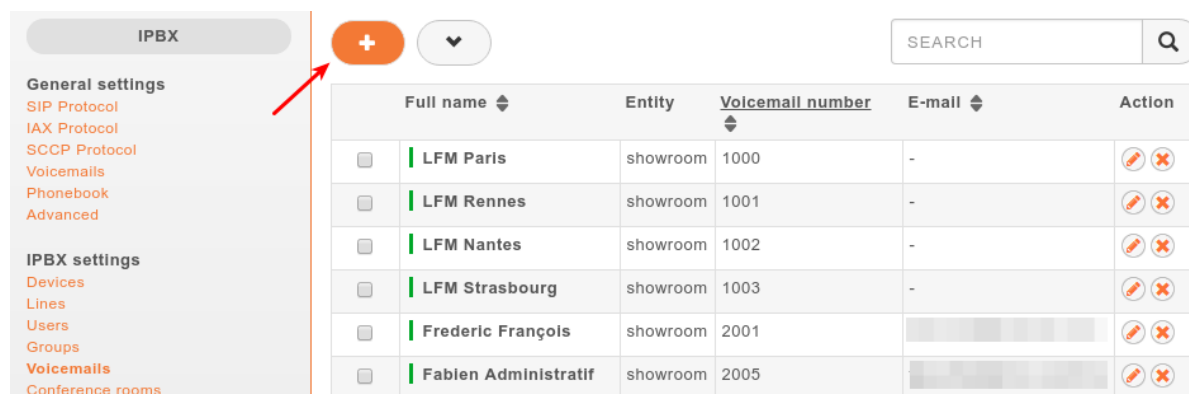 IPBX
General settings
SIP Protocol
IAX Protocol
SCCP Protocol
Voicemails
Phonebook
Advanced
IPBX settings
Devices
Lines
Users
Groups
Voicemails
Conference rooms
SEARCH
Full name Entity Voicemail number E-mail Action
LFM Paris showroom 1000 -
LFM Rennes showroom 1001 -
LFM Nantes showroom 1002 -
LFM Strasbourg showroom 1003 -
Frederic François showroom 2001
Fabien Administratif showroom 2005